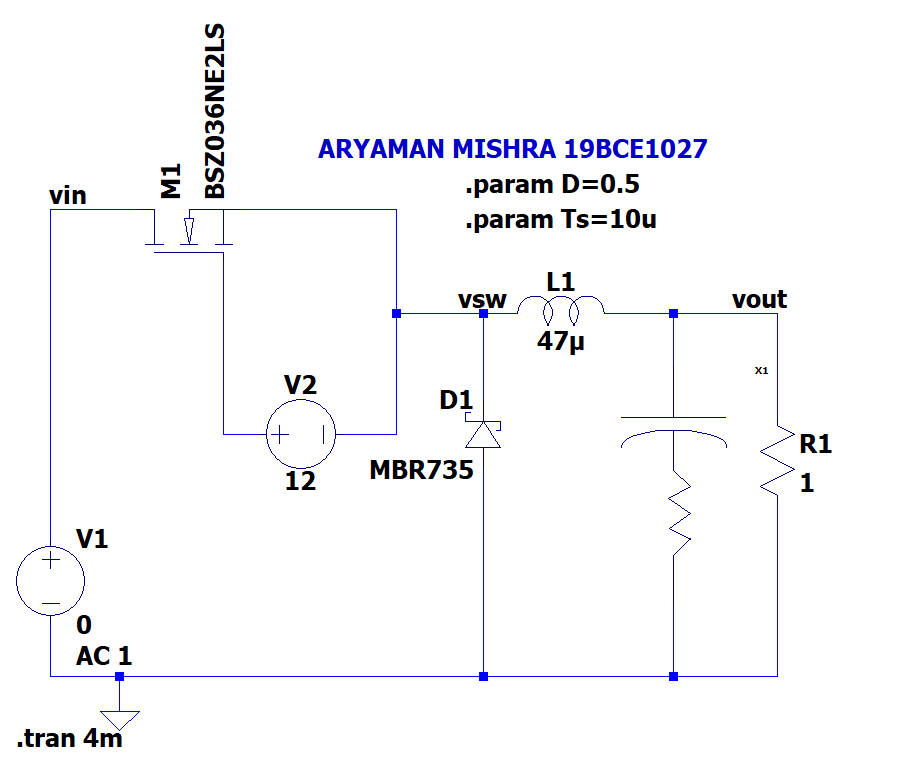 BSZ036NE2LS
M1
ARYAMAN MISHRA 19BCE1027
.param D=0.5
.param Ts=10u
vin
L1
vsw
vout
47µ
X1
V2
D1
R1
MBR735
12
1
V1
0
AC 1
.tran 4m